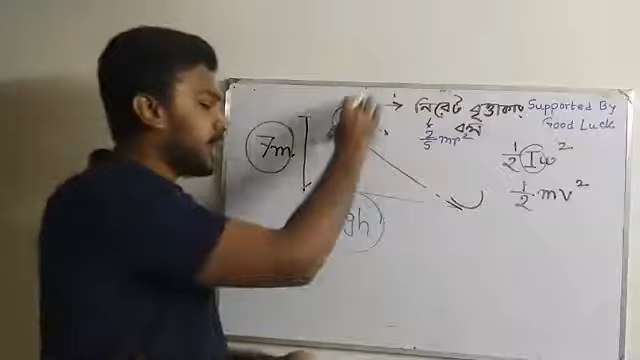 → নিরেট বৃত্তাকার Supported By
Good Luck
বস্তু
2/5 mr²
7m
1/2 Iω²
1/2 mv²
gh